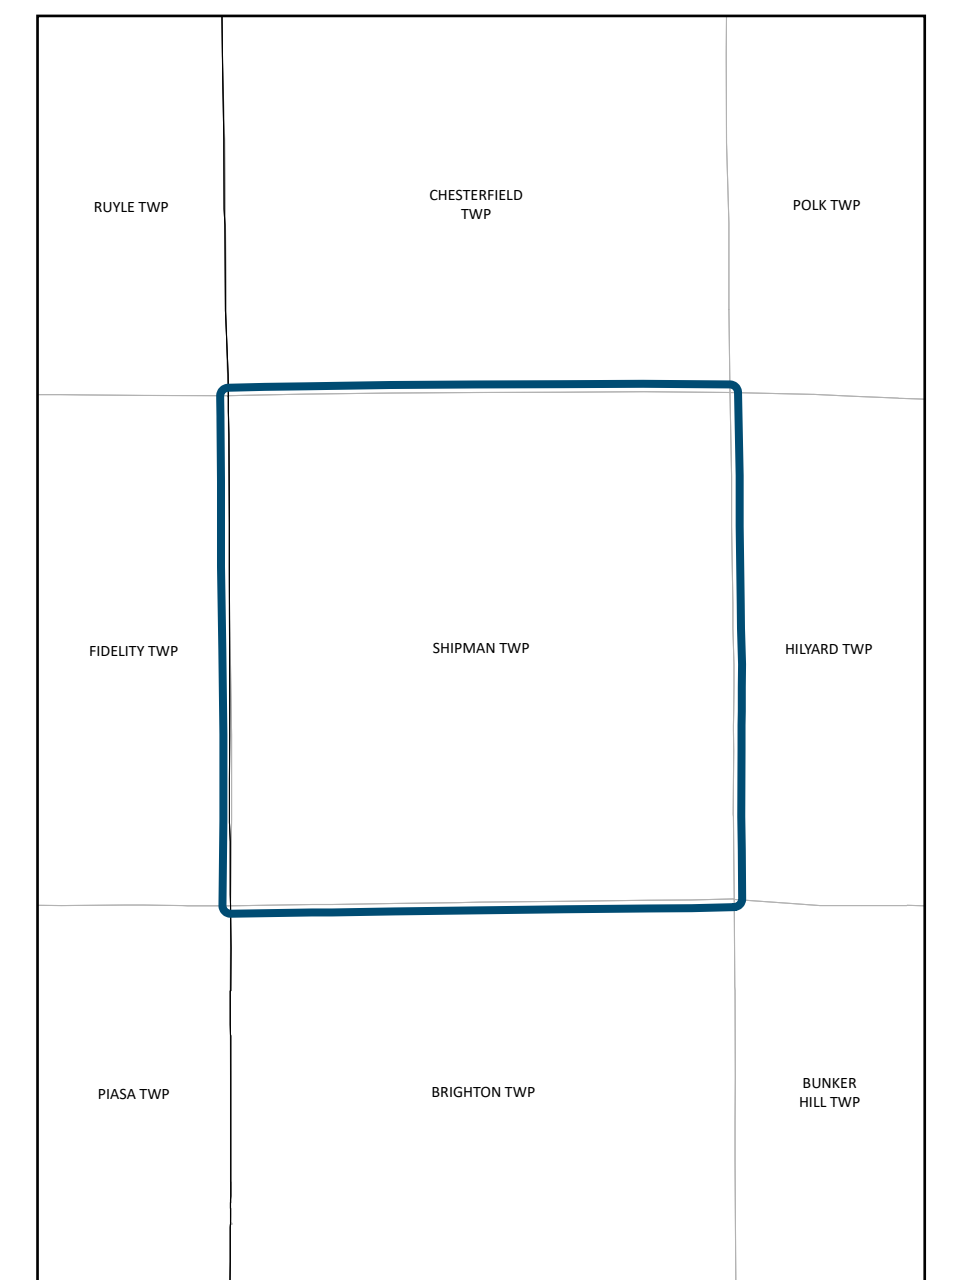 RUYLE TWP
CHESTERFIELD
TWP
POLK TWP
FIDELITY TWP
SHIPMAN TWP
HILYARD TWP
PIASA TWP
BRIGHTON TWP
BUNKER
HILL TWP